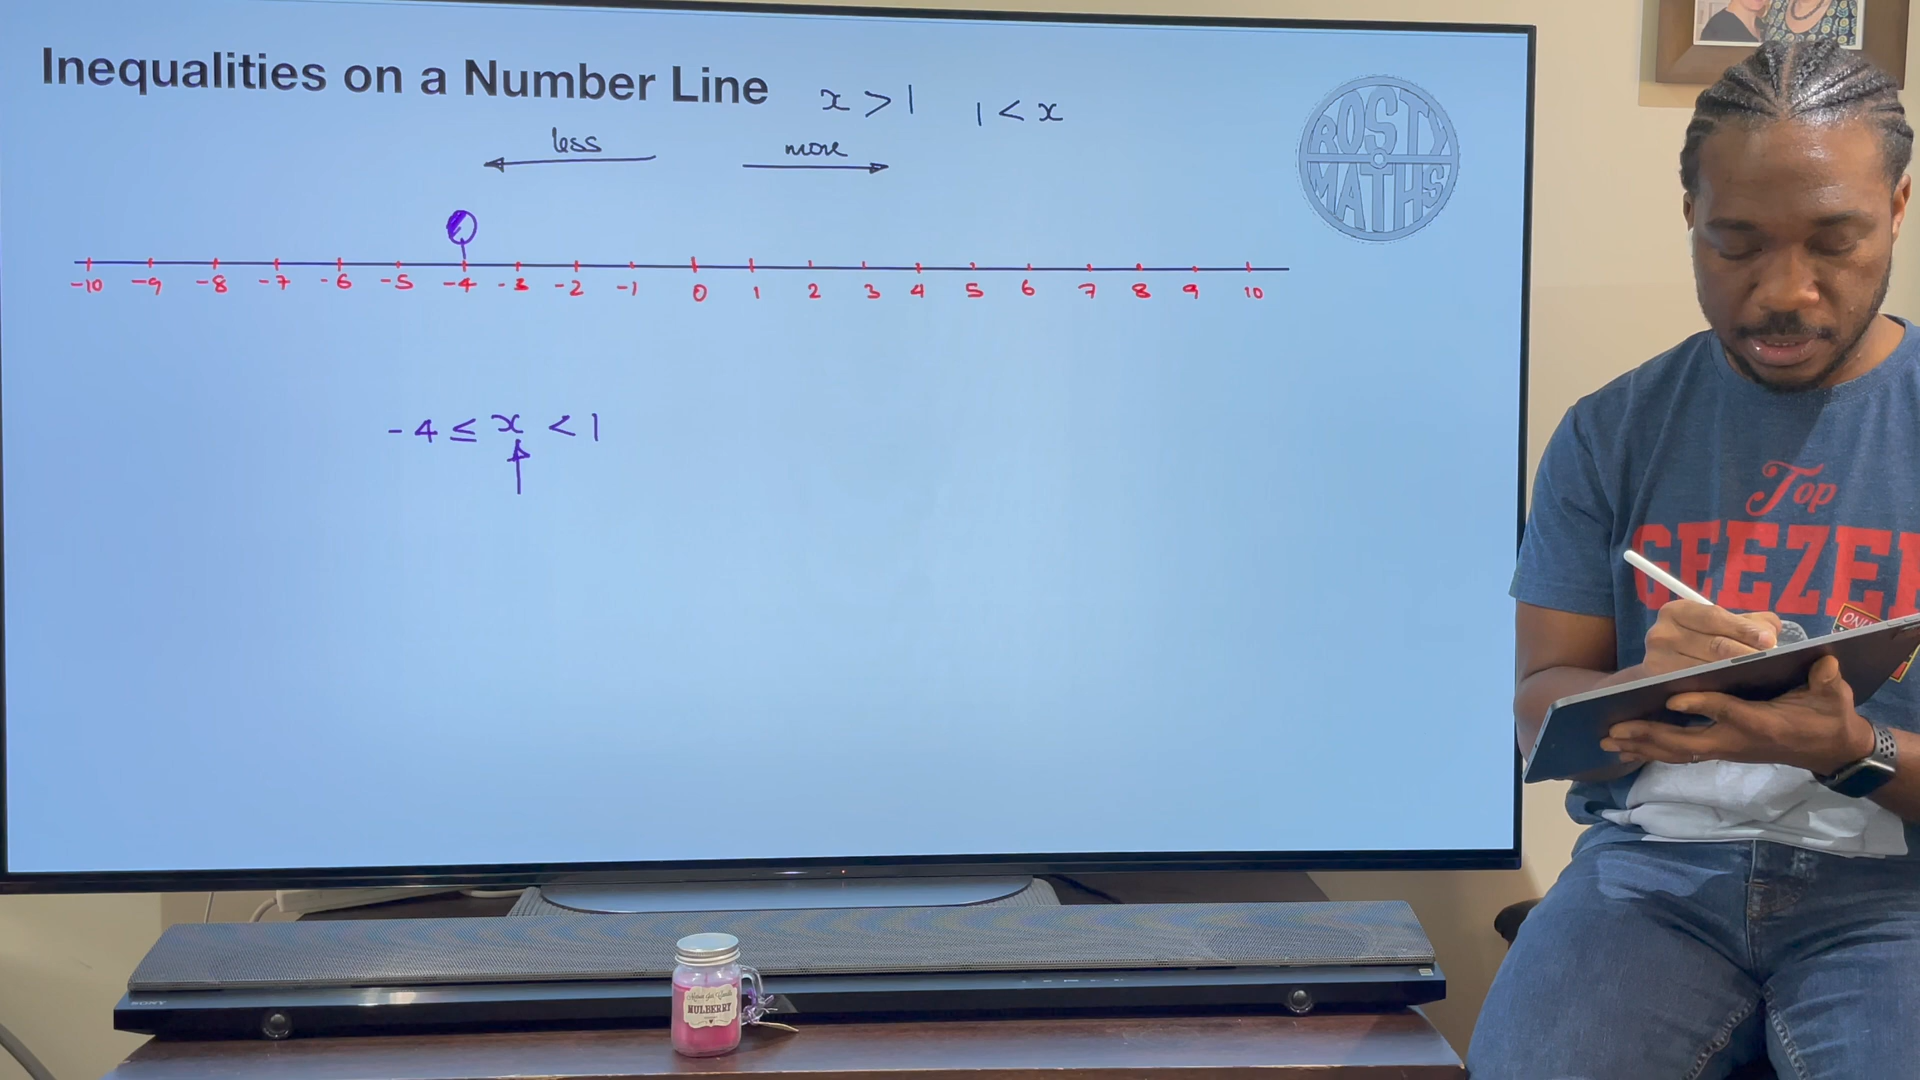 Inequalities on a Number Line
x > 1 1 < x
less more
-10 -9 -8 -7 -6 -5 -4 -3 -2 -1 0 1 2 3 4 5 6 7 8 9 10
-4 ≤ x < 1
ROSTY
MATHS
Top
GEEZE
SONY
MULBERRY